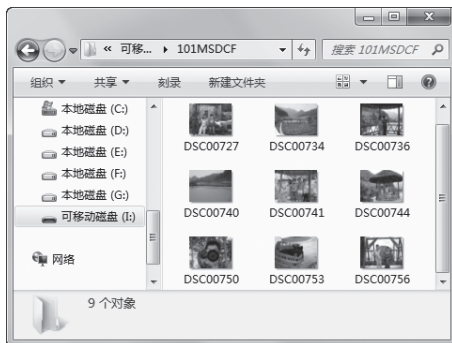 « 可移... ▸ 101MSDCF
搜索 101MSDCF
组织 共享 刻录 新建文件夹
本地磁盘 (C:)
本地磁盘 (D:)
本地磁盘 (E:)
本地磁盘 (F:)
本地磁盘 (G:)
可移动磁盘 (I:)
网络
DSC00727 DSC00734 DSC00736
DSC00740 DSC00741 DSC00744
DSC00750 DSC00753 DSC00756
9 个对象